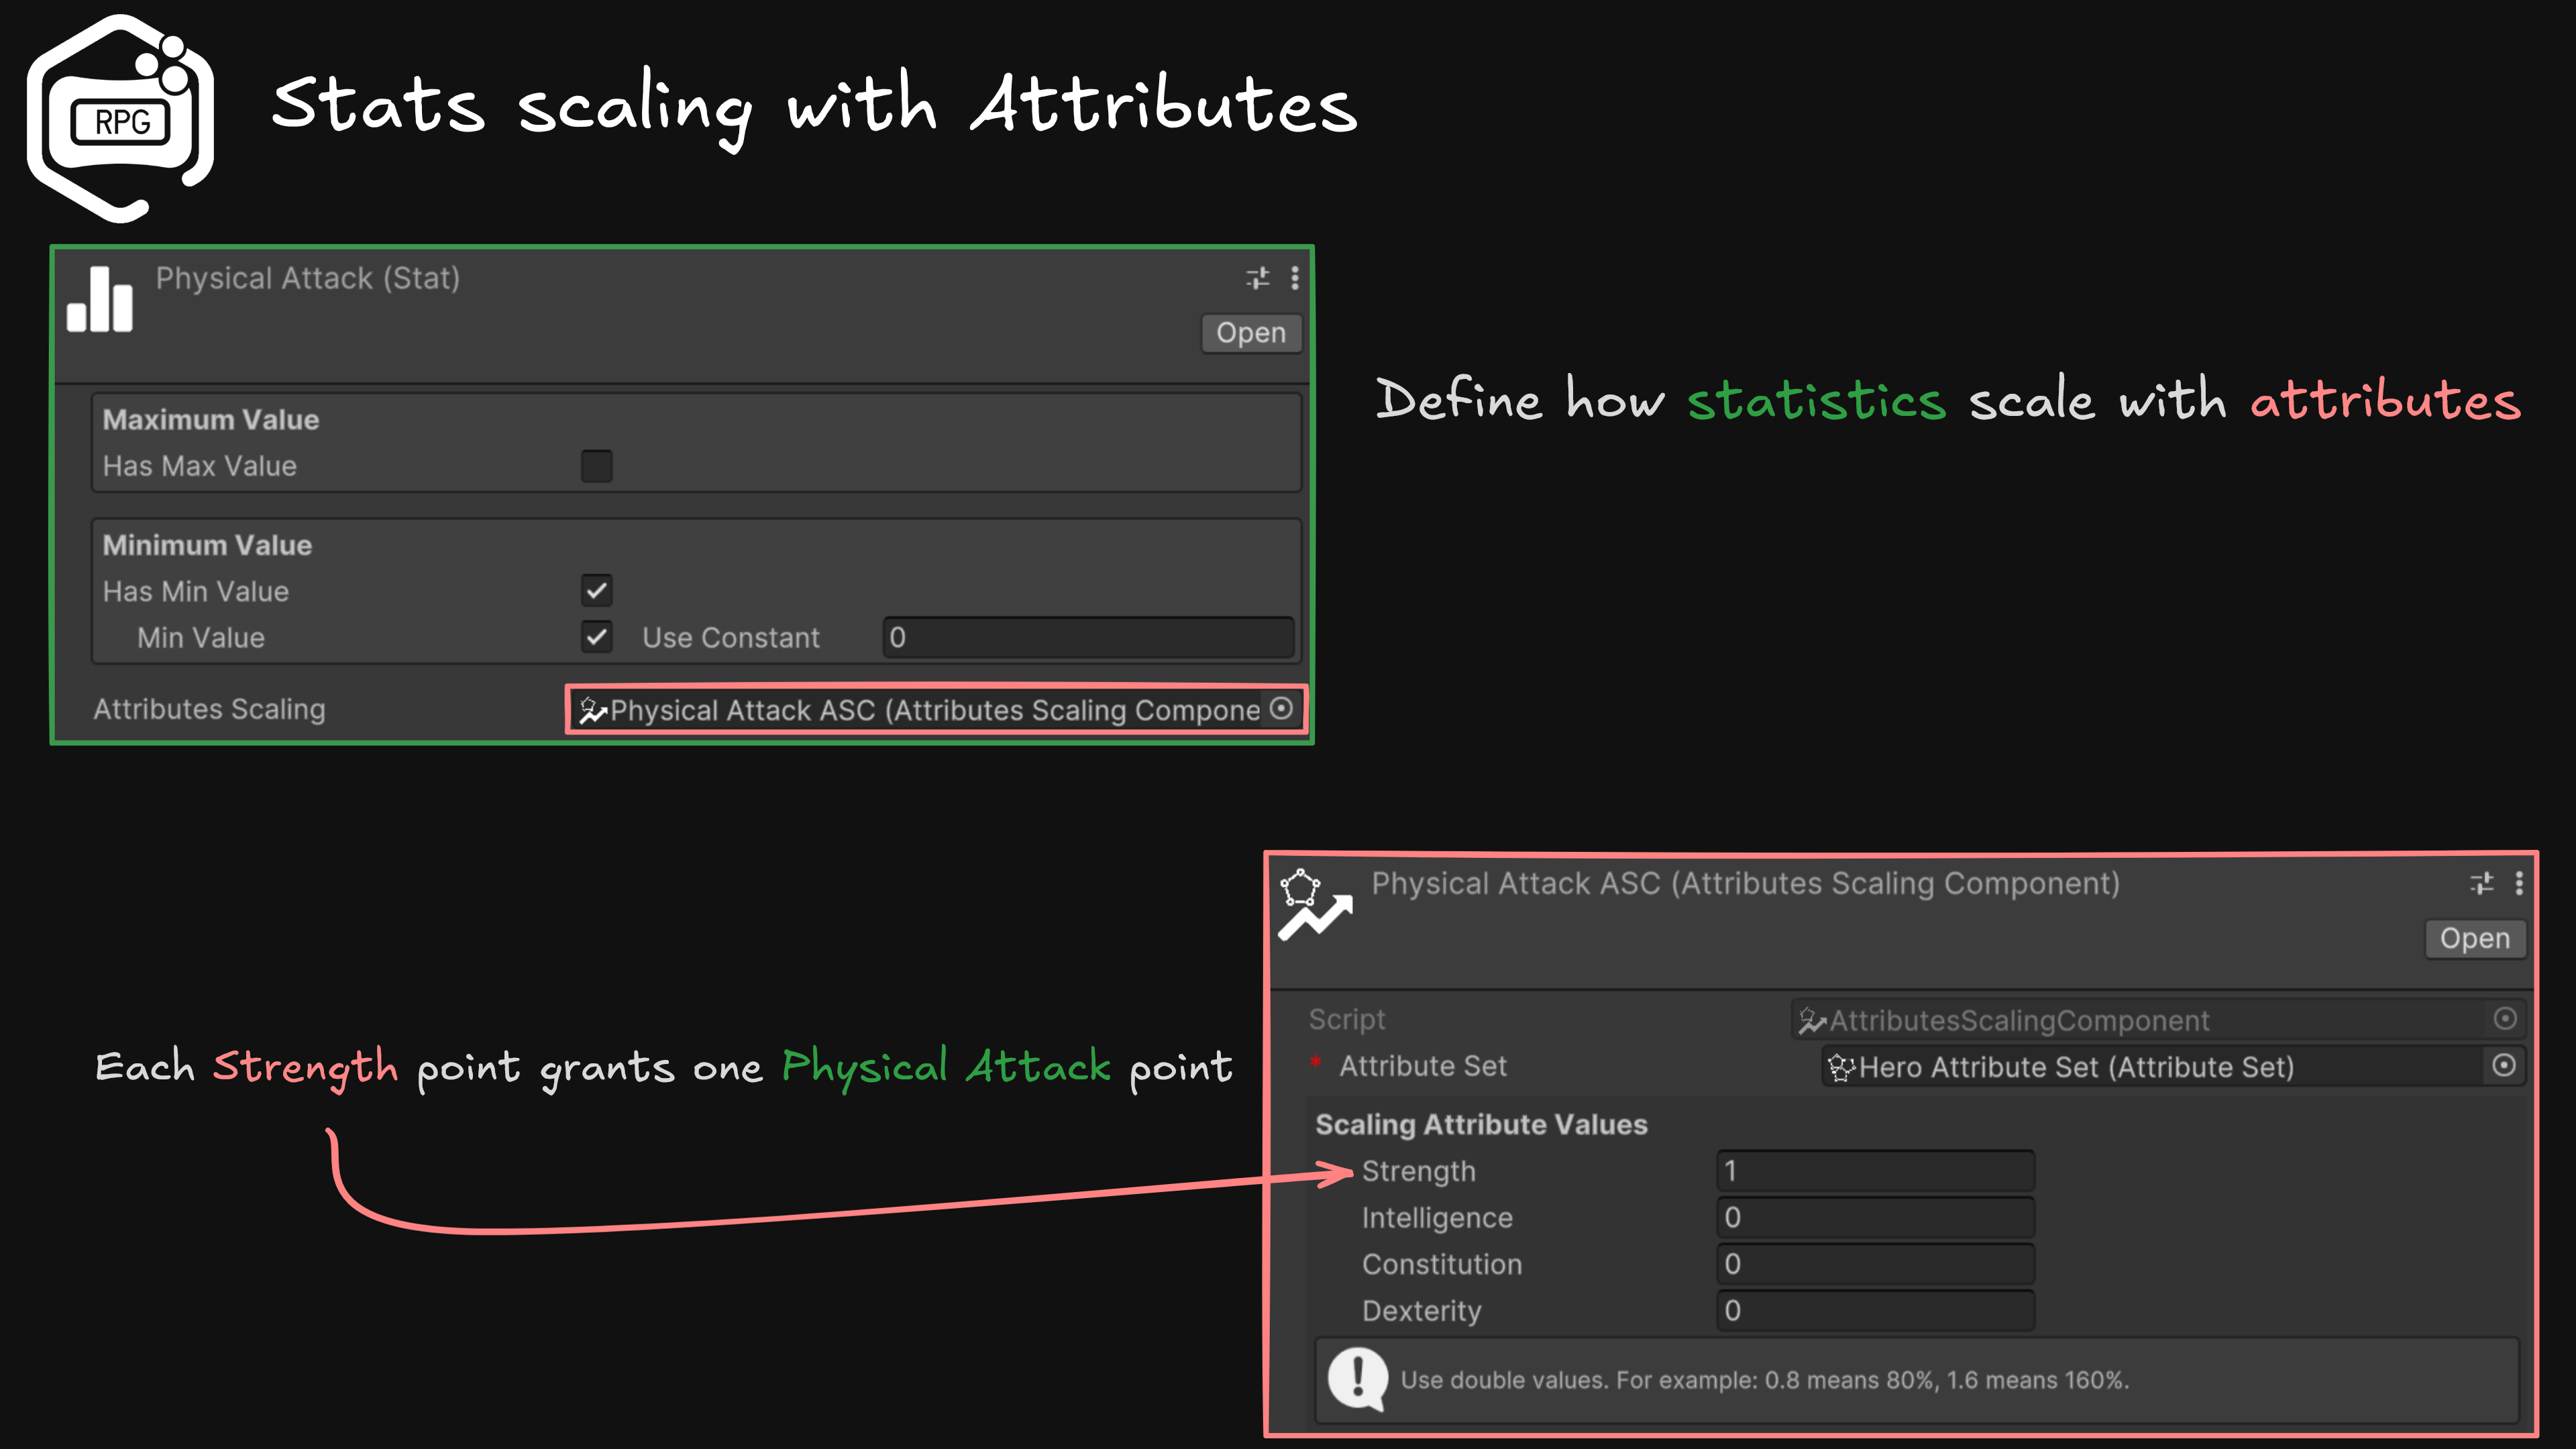 RPG
Stats scaling with Attributes
Physical Attack (Stat)
Open
Maximum Value
Has Max Value
Minimum Value
Has Min Value
Min Value Use Constant 0
Attributes Scaling Physical Attack ASC (Attributes Scaling Compone
Define how statistics scale with attributes
Each Strength point grants one Physical Attack point
Physical Attack ASC (Attributes Scaling Component)
Open
Script AttributesScalingComponent
* Attribute Set Hero Attribute Set (Attribute Set)
Scaling Attribute Values
Strength 1
Intelligence 0
Constitution 0
Dexterity 0
Use double values. For example: 0.8 means 80%, 1.6 means 160%.